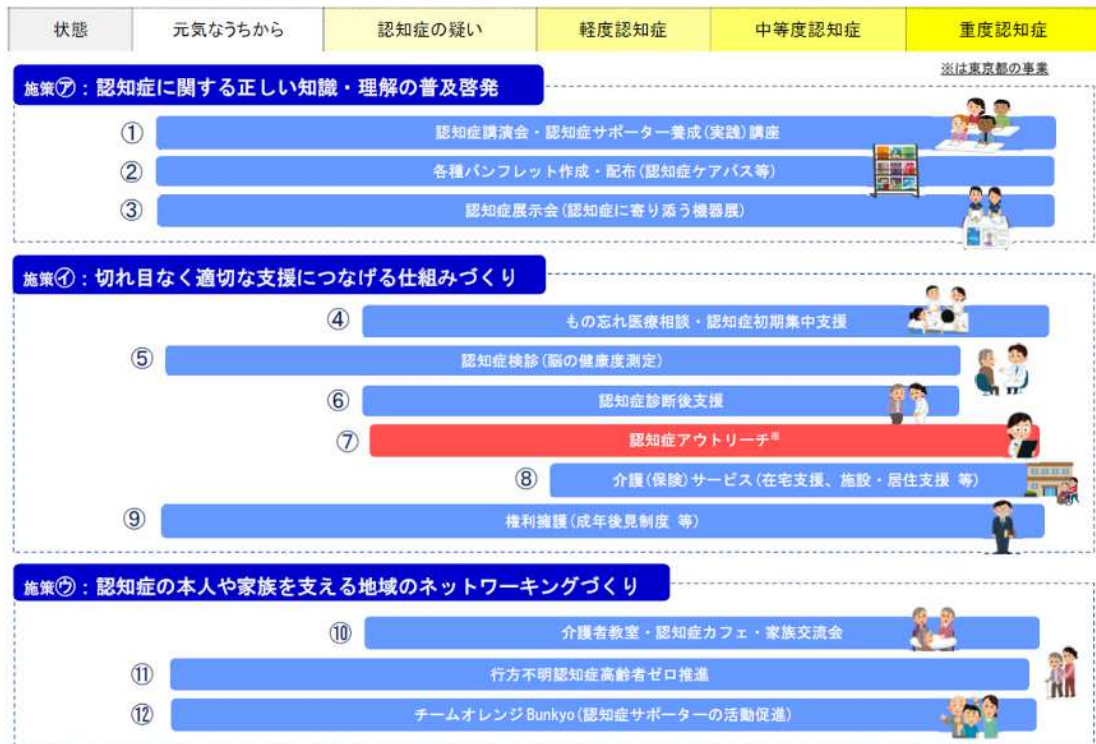 状態 元気なうちから 認知症の疑い 軽度認知症 中等度認知症 重度認知症
※は東京都の事業
施策㋐：認知症に関する正しい知識・理解の普及啓発
① 認知症講演会・認知症サポーター養成(実践)講座
② 各種パンフレット作成・配布(認知症ケアパス等)
③ 認知症展示会(認知症に寄り添う機器展)
施策㋑：切れ目なく適切な支援につなげる仕組みづくり
④ もの忘れ医療相談・認知症初期集中支援
⑤ 認知症検診(脳の健康度測定)
⑥ 認知症診断後支援
⑦ 認知症アウトリーチ※
⑧ 介護(保険)サービス(在宅支援、施設・居住支援 等)
⑨ 権利擁護(成年後見制度 等)
施策㋒：認知症の本人や家族を支える地域のネットワーキングづくり
⑩ 介護者教室・認知症カフェ・家族交流会
⑪ 行方不明認知症高齢者ゼロ推進
⑫ チームオレンジBunkyo(認知症サポーターの活動促進)